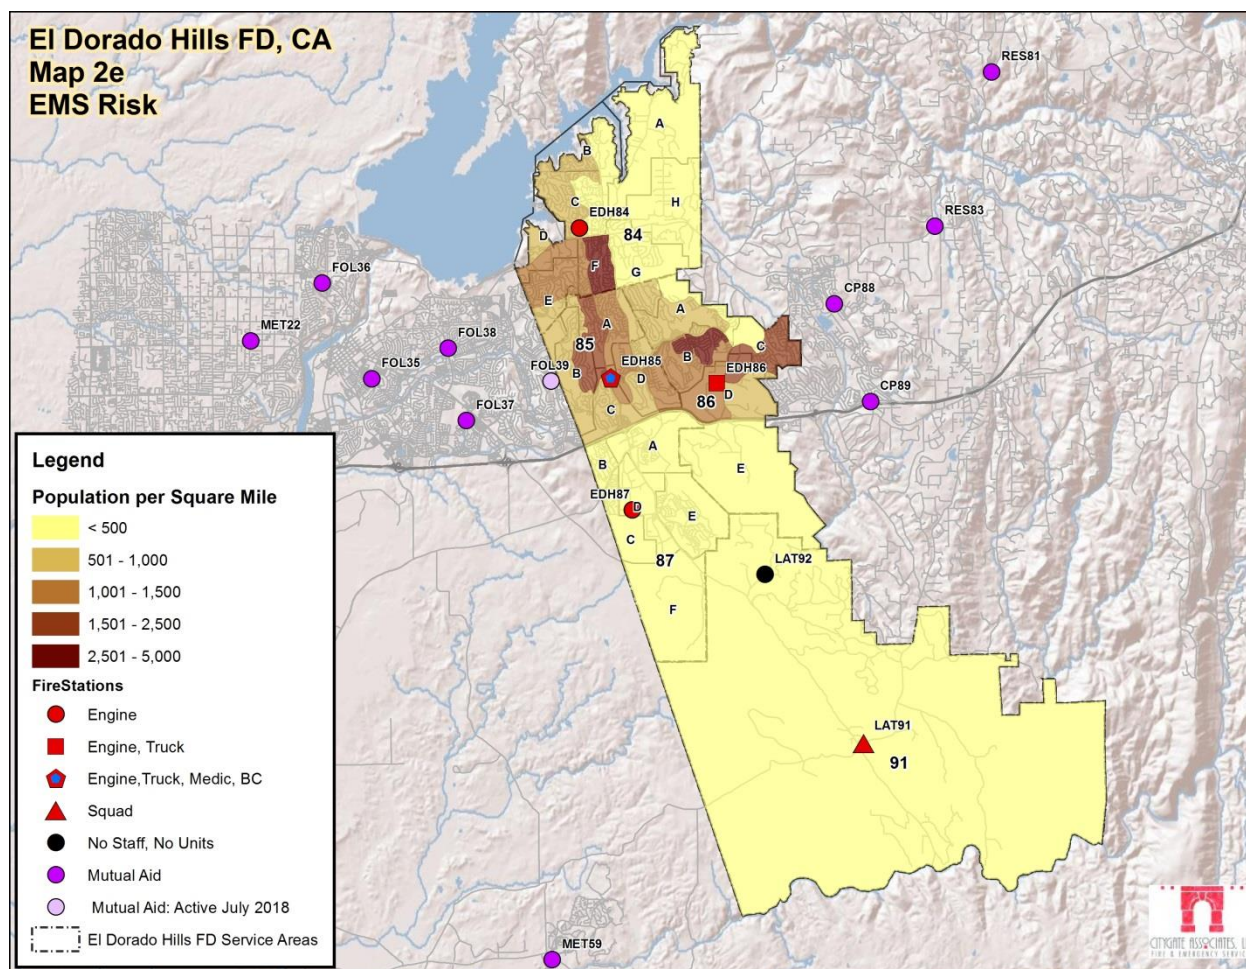 El Dorado Hills FD, CA
Map 2e
EMS Risk
RES81
A
B
H
C
EDH84
RES83
84
D
F
G
FOL36
E
CP88
A
MET22
FOL38
A
85
B
C
FOL35
FOL39
EDH85
EDH86
B
D
D
CP89
86
C
FOL37
A
B
E
EDH87
D
E
C
87
LAT92
F
LAT91
91
MET59
Legend
Population per Square Mile
< 500
501 - 1,000
1,001 - 1,500
1,501 - 2,500
2,501 - 5,000
FireStations
Engine
Engine, Truck
Engine,Truck, Medic, BC
Squad
No Staff, No Units
Mutual Aid
Mutual Aid: Active July 2018
El Dorado Hills FD Service Areas
CITYGATE ASSOCIATES, L
FIRE & EMERGENCY SERVIC